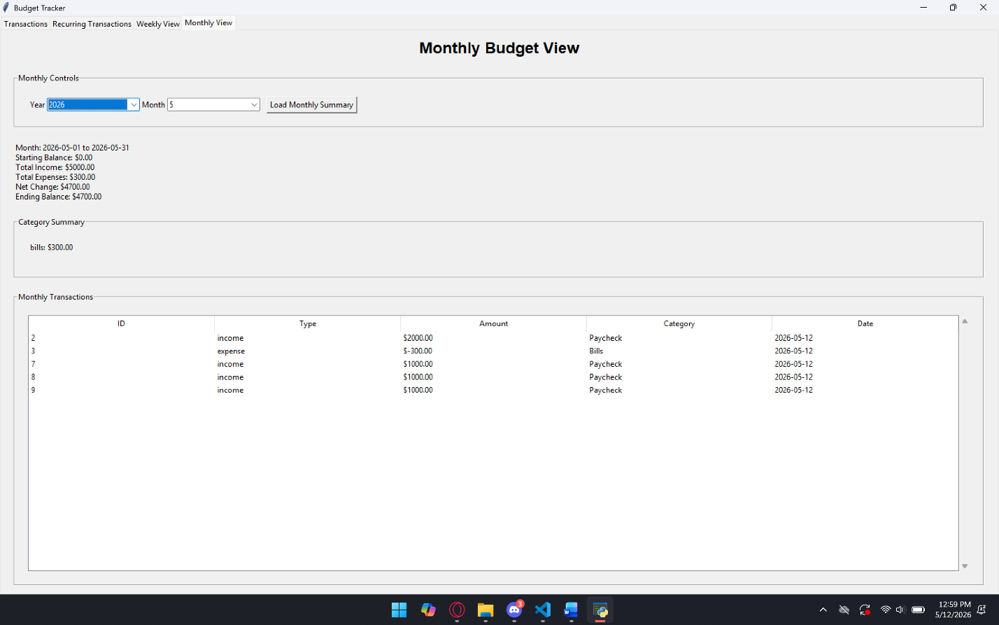 Budget Tracker
Transactions Recurring Transactions Weekly View Monthly View
Monthly Budget View
Monthly Controls
Year 2026 Month 5 Load Monthly Summary
Month: 2026-05-01 to 2026-05-31
Starting Balance: $0.00
Total Income: $5000.00
Total Expenses: $300.00
Net Change: $4700.00
Ending Balance: $4700.00
Category Summary
bills: $300.00
Monthly Transactions
ID Type Amount Category Date
2 income $2000.00 Paycheck 2026-05-12
3 expense $-300.00 Bills 2026-05-12
7 income $1000.00 Paycheck 2026-05-12
8 income $1000.00 Paycheck 2026-05-12
9 income $1000.00 Paycheck 2026-05-12
3
12:59 PM
5/12/2026